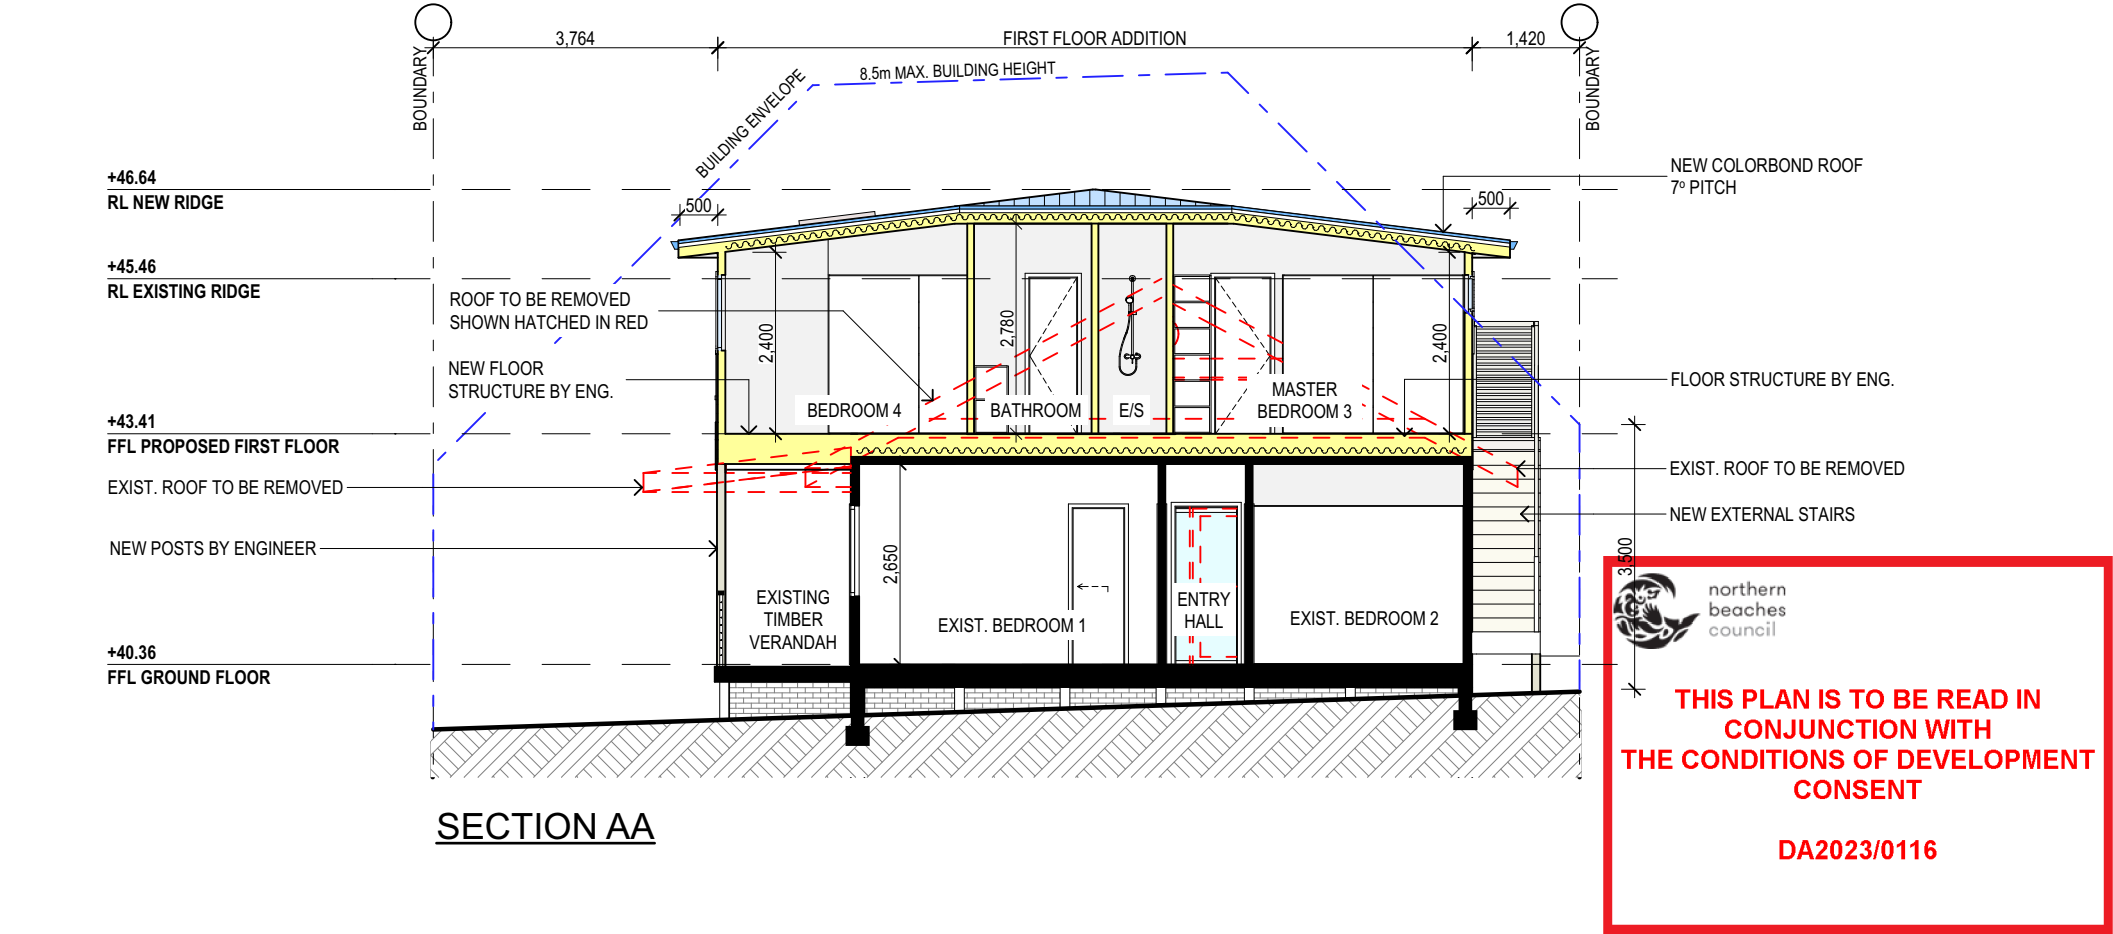 3,764
FIRST FLOOR ADDITION
1,420
BOUNDARY
BUILDING ENVELOPE
8.5m MAX. BUILDING HEIGHT
BOUNDARY
+46.64
RL NEW RIDGE
500
500
NEW COLORBOND ROOF
7º PITCH
+45.46
RL EXISTING RIDGE
ROOF TO BE REMOVED
SHOWN HATCHED IN RED
2,400
2,780
2,400
NEW FLOOR
STRUCTURE BY ENG.
FLOOR STRUCTURE BY ENG.
BEDROOM 4
BATHROOM
E/S
MASTER
BEDROOM 3
+43.41
FFL PROPOSED FIRST FLOOR
EXIST. ROOF TO BE REMOVED
EXIST. ROOF TO BE REMOVED
NEW EXTERNAL STAIRS
NEW POSTS BY ENGINEER
2,650
3,500
EXISTING
TIMBER
VERANDAH
EXIST. BEDROOM 1
ENTRY
HALL
EXIST. BEDROOM 2
+40.36
FFL GROUND FLOOR
northern
beaches
council
THIS PLAN IS TO BE READ IN
CONJUNCTION WITH
THE CONDITIONS OF DEVELOPMENT
CONSENT
DA2023/0116
SECTION AA